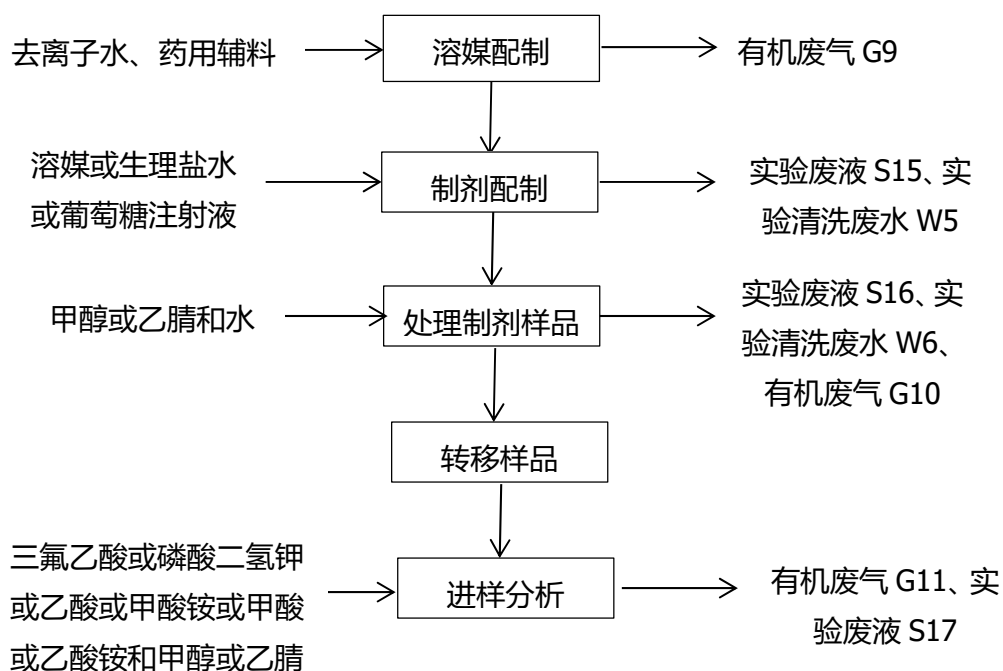 去离子水、药用辅料
溶媒配制
有机废气 G9
溶媒或生理盐水
或葡萄糖注射液
制剂配制
实验废液 S15、实
验清洗废水 W5
甲醇或乙腈和水
处理制剂样品
实验废液 S16、实
验清洗废水 W6、
有机废气 G10
转移样品
三氟乙酸或磷酸二氢钾
或乙酸或甲酸铵或甲酸
或乙酸铵和甲醇或乙腈
进样分析
有机废气 G11、实
验废液 S17